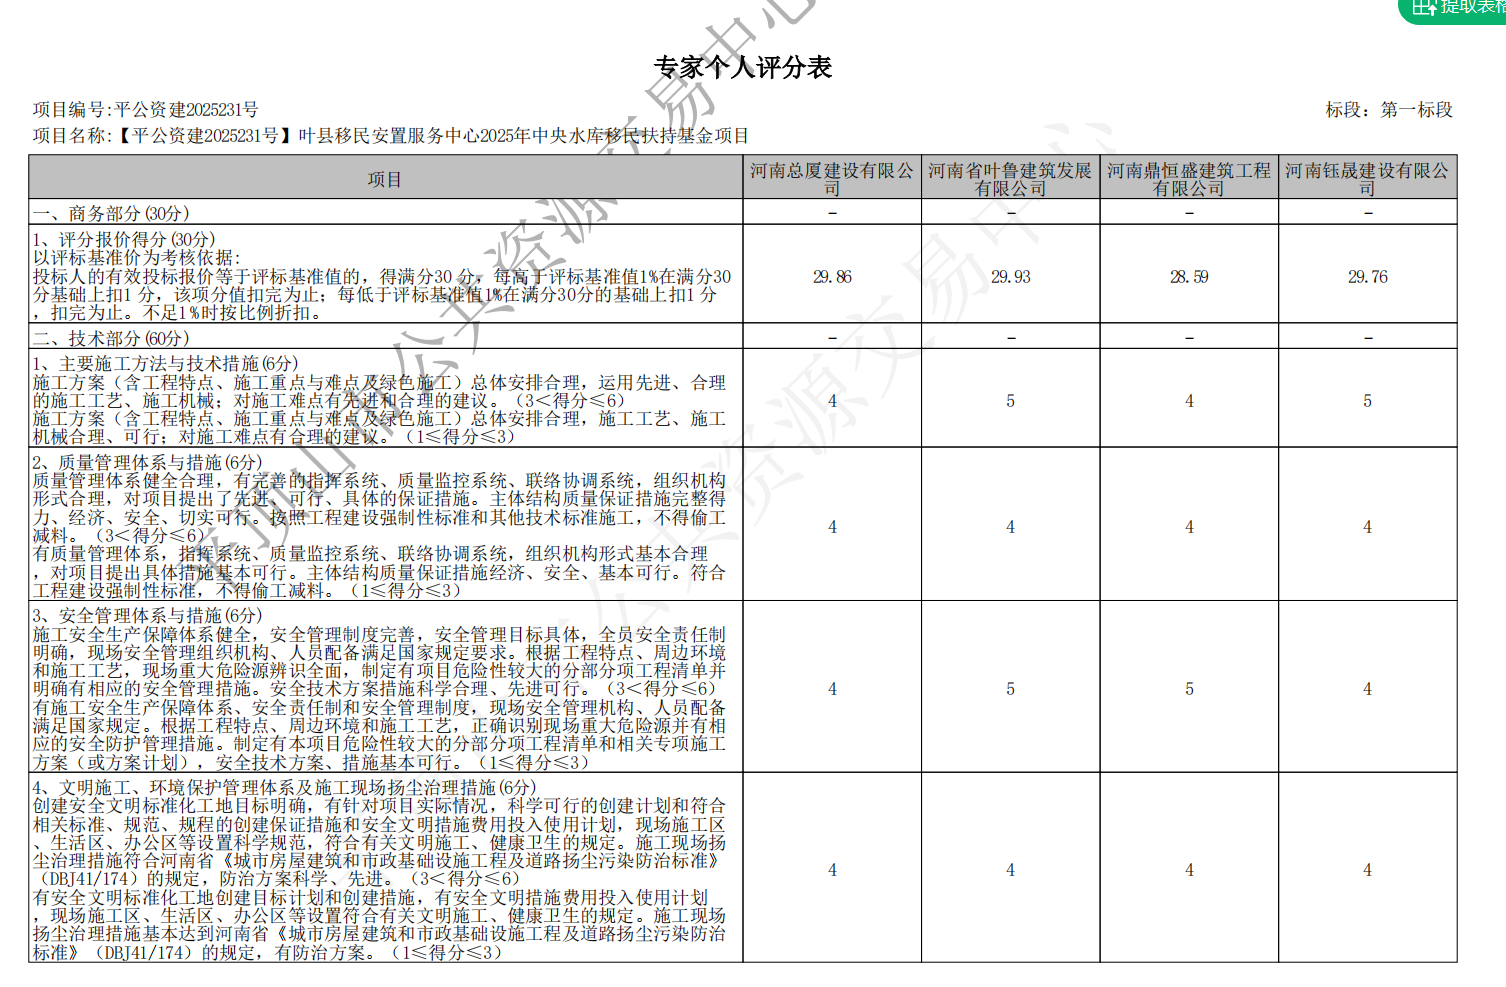 提取表格
专家个人评分表
项目编号:平公资建2025231号
标段：第一标段
项目名称:【平公资建2025231号】叶县移民安置服务中心2025年中央水库移民扶持基金项目
项目
河南总厦建设有限公
司
河南省叶鲁建筑发展
有限公司
河南鼎恒盛建筑工程
有限公司
河南钰晟建设有限公
司
一、商务部分(30分)
-
-
-
-
1、评分报价得分(30分)
以评标基准价为考核依据:
投标人的有效投标报价等于评标基准值的，得满分30 分，每高于评标基准值1%在满分30
分基础上扣1 分，该项分值扣完为止；每低于评标基准值1%在满分30分的基础上扣1 分
，扣完为止。不足1%时按比例折扣。
29.86
29.93
28.59
29.76
二、技术部分(60分)
-
-
-
-
1、主要施工方法与技术措施(6分)
施工方案（含工程特点、施工重点与难点及绿色施工）总体安排合理，运用先进、合理
的施工工艺、施工机械；对施工难点有先进和合理的建议。（3＜得分≤6）
施工方案（含工程特点、施工重点与难点及绿色施工）总体安排合理，施工工艺、施工
机械合理、可行；对施工难点有合理的建议。（1≤得分≤3）
4
5
4
5
2、质量管理体系与措施(6分)
质量管理体系健全合理，有完善的指挥系统、质量监控系统、联络协调系统，组织机构
形式合理，对项目提出了先进、可行、具体的保证措施。主体结构质量保证措施完整得
力、经济、安全、切实可行。按照工程建设强制性标准和其他技术标准施工，不得偷工
减料。（3＜得分≤6）
有质量管理体系，指挥系统、质量监控系统、联络协调系统，组织机构形式基本合理
，对项目提出具体措施基本可行。主体结构质量保证措施经济、安全、基本可行。符合
工程建设强制性标准，不得偷工减料。（1≤得分≤3）
4
4
4
4
3、安全管理体系与措施(6分)
施工安全生产保障体系健全，安全管理制度完善，安全管理目标具体，全员安全责任制
明确，现场安全管理组织机构、人员配备满足国家规定要求。根据工程特点、周边环境
和施工工艺，现场重大危险源辨识全面，制定有项目危险性较大的分部分项工程清单并
明确有相应的安全管理措施。安全技术方案措施科学合理、先进可行。（3＜得分≤6）
有施工安全生产保障体系、安全责任制和安全管理制度，现场安全管理机构、人员配备
满足国家规定。根据工程特点、周边环境和施工工艺，正确识别现场重大危险源并有相
应的安全防护管理措施。制定有本项目危险性较大的分部分项工程清单和相关专项施工
方案（或方案计划），安全技术方案、措施基本可行。（1≤得分≤3）
4
5
5
4
4、文明施工、环境保护管理体系及施工现场扬尘治理措施(6分)
创建安全文明标准化工地目标明确，有针对项目实际情况，科学可行的创建计划和符合
相关标准、规范、规程的创建保证措施和安全文明措施费用投入使用计划，现场施工区
、生活区、办公区等设置科学规范，符合有关文明施工、健康卫生的规定。施工现场扬
尘治理措施符合河南省《城市房屋建筑和市政基础设施工程及道路扬尘污染防治标准》
（DBJ41/174）的规定，防治方案科学、先进。（3＜得分≤6）
有安全文明标准化工地创建目标计划和创建措施，有安全文明措施费用投入使用计划
，现场施工区、生活区、办公区等设置符合有关文明施工、健康卫生的规定。施工现场
扬尘治理措施基本达到河南省《城市房屋建筑和市政基础设施工程及道路扬尘污染防治
标准》（DBJ41/174）的规定，有防治方案。（1≤得分≤3）
4
4
4
4
平顶山市公共资源交易中心
公共资源交易中心